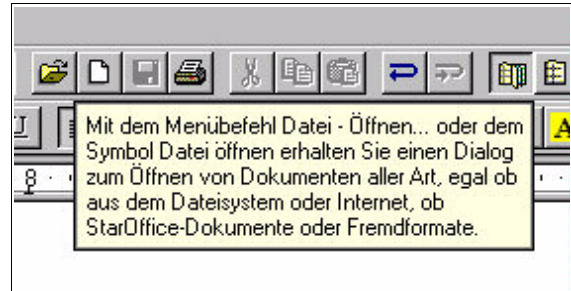 U
A
Mit dem Menübefehl Datei - Öffnen... oder dem
8
Symbol Datei öffnen erhalten Sie einen Dialog
zum Öffnen von Dokumenten aller Art, egal ob
aus dem Dateisystem oder Internet, ob
StarOffice-Dokumente oder Fremdformate.